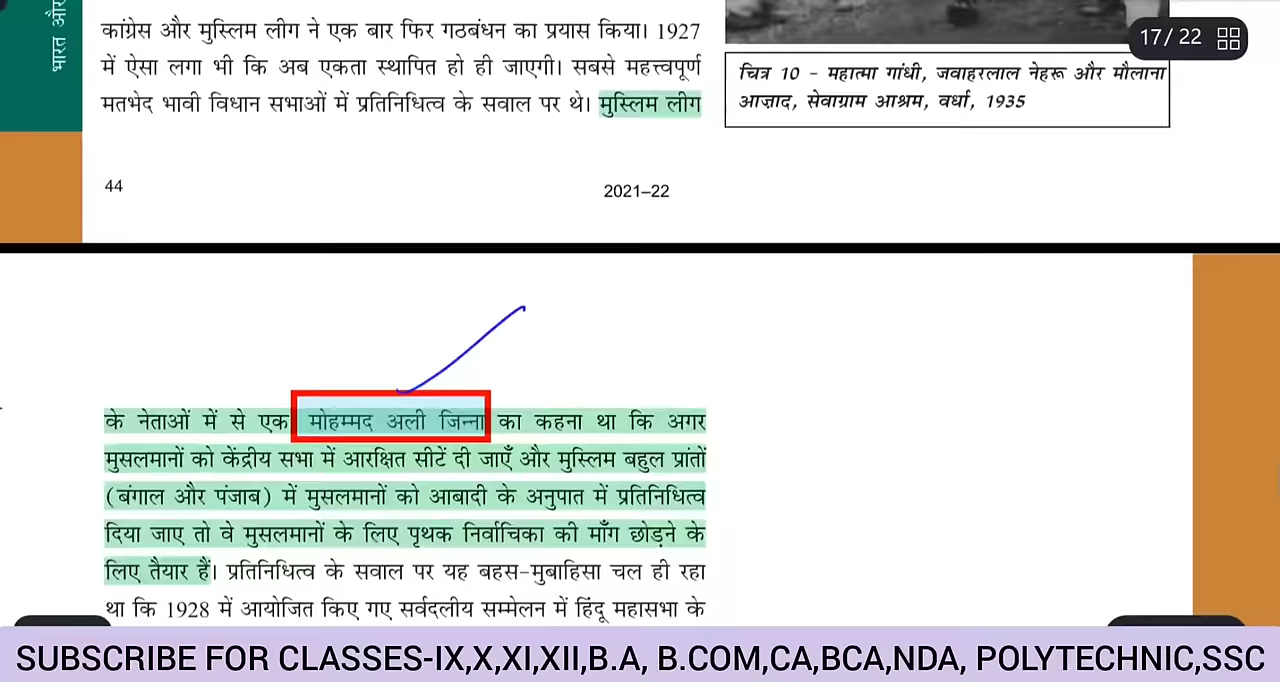 भारत और
कांग्रेस और मुस्लिम लीग ने एक बार फिर गठबंधन का प्रयास किया। 1927
में ऐसा लगा भी कि अब एकता स्थापित हो ही जाएगी। सबसे महत्त्वपूर्ण
मतभेद भावी विधान सभाओं में प्रतिनिधित्व के सवाल पर थे। मुस्लिम लीग
17/ 22
चित्र 10 – महात्मा गांधी, जवाहरलाल नेहरू और मौलाना
आज़ाद, सेवाग्राम आश्रम, वर्धा, 1935
44
2021–22
के नेताओं में से एक मोहम्मद अली जिन्ना का कहना था कि अगर
मुसलमानों को केंद्रीय सभा में आरक्षित सीटें दी जाएँ और मुस्लिम बहुल प्रांतों
(बंगाल और पंजाब) में मुसलमानों को आबादी के अनुपात में प्रतिनिधित्व
दिया जाए तो वे मुसलमानों के लिए पृथक निर्वाचिका की माँग छोड़ने के
लिए तैयार हैं। प्रतिनिधित्व के सवाल पर यह बहस-मुबाहिसा चल ही रहा
था कि 1928 में आयोजित किए गए सर्वदलीय सम्मेलन में हिंदू महासभा के
SUBSCRIBE FOR CLASSES-IX,X,XI,XII,B.A, B.COM,CA,BCA,NDA, POLYTECHNIC,SSC